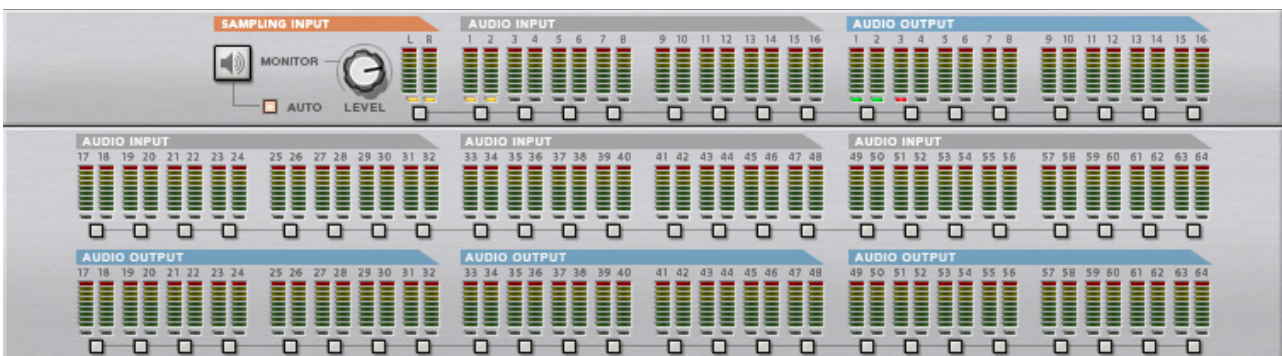 SAMPLING INPUT
AUDIO INPUT
AUDIO OUTPUT
L R
1 2 3 4 5 6 7 8 9 10 11 12 13 14 15 16
1 2 3 4 5 6 7 8 9 10 11 12 13 14 15 16
MONITOR
AUTO
LEVEL
AUDIO INPUT
AUDIO INPUT
AUDIO INPUT
17 18 19 20 21 22 23 24 25 26 27 28 29 30 31 32
33 34 35 36 37 38 39 40 41 42 43 44 45 46 47 48
49 50 51 52 53 54 55 56 57 58 59 60 61 62 63 64
AUDIO OUTPUT
AUDIO OUTPUT
AUDIO OUTPUT
17 18 19 20 21 22 23 24 25 26 27 28 29 30 31 32
33 34 35 36 37 38 39 40 41 42 43 44 45 46 47 48
49 50 51 52 53 54 55 56 57 58 59 60 61 62 63 64